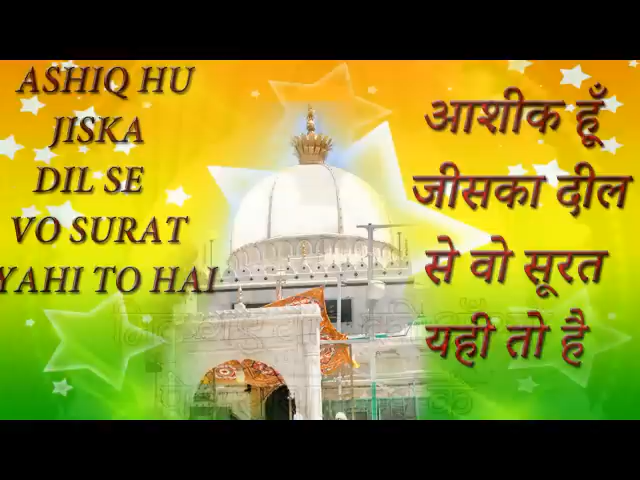 ASHIQ HU
JISKA
DIL SE
VO SURAT
YAHI TO HAI
आशीक हूँ
जीसका दील
से वो सूरत
यही तो है